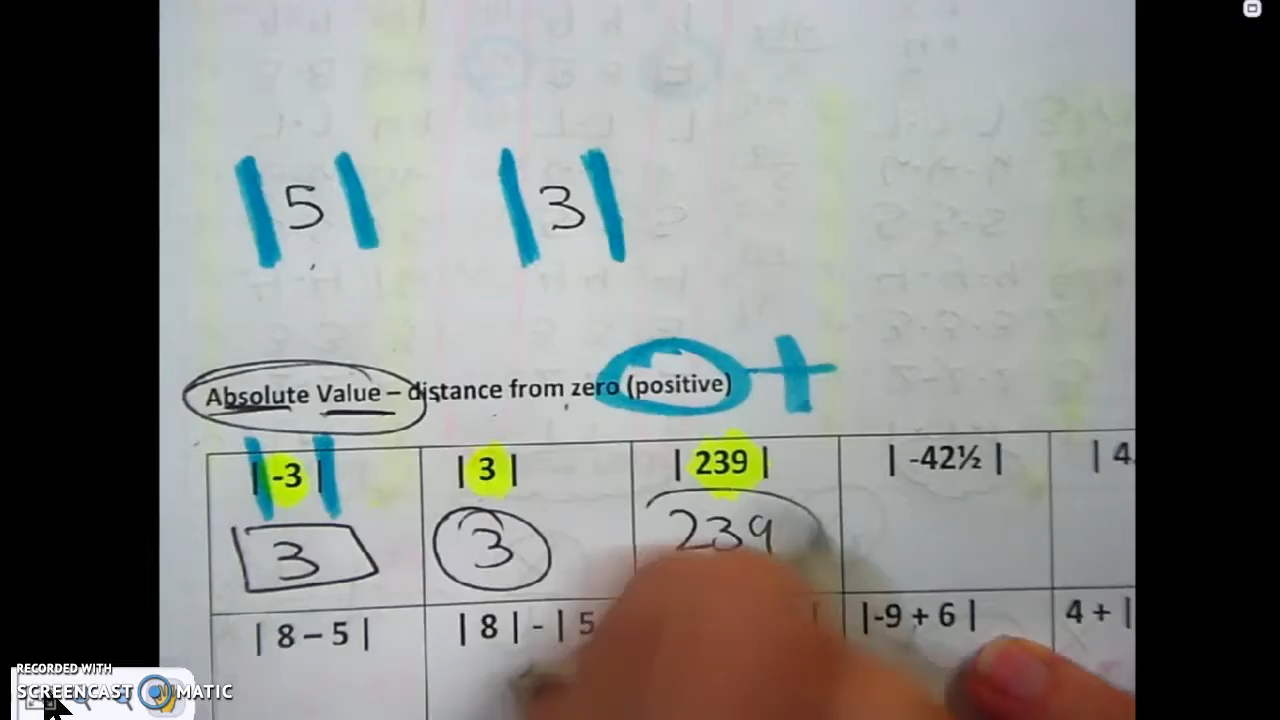 |5| |3|
Absolute Value – distance from zero (positive) +
| -3 | | 3 | | 239 | | -42½ | | 4
3 3 239
| 8 – 5 | | 8 | - | 5 | |-9 + 6 | 4 + |
RECORDED WITH
SCREENCAST MATIC